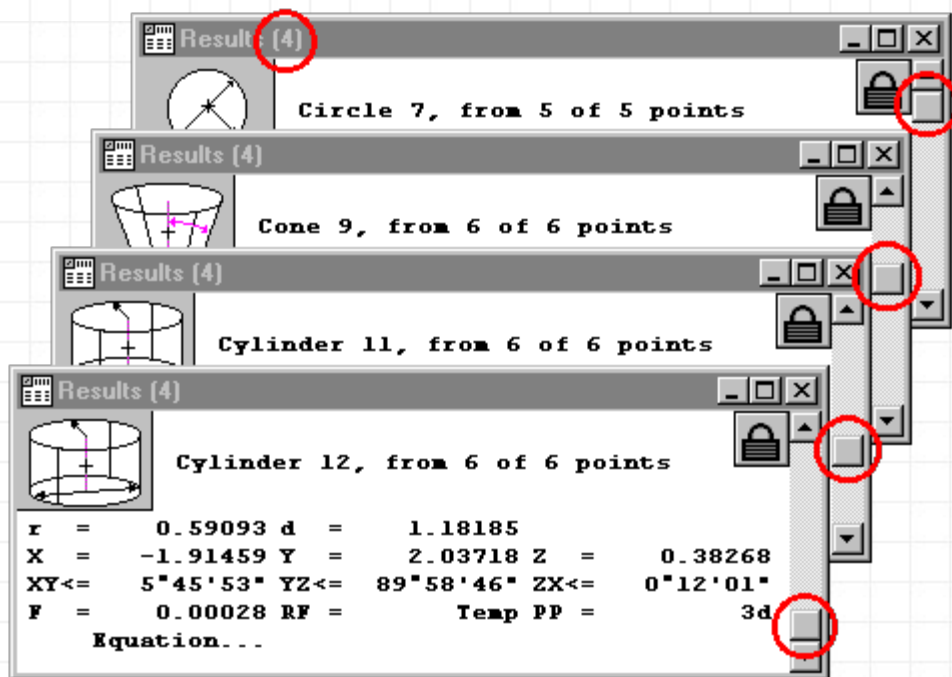 Results (4)
Circle 7, from 5 of 5 points
Results (4)
Cone 9, from 6 of 6 points
Results (4)
Cylinder 11, from 6 of 6 points
Results (4)
Cylinder 12, from 6 of 6 points
r = 0.59093 d = 1.18185
X = -1.91459 Y = 2.03718 Z = 0.38268
XY<= 5°45'53" YZ<= 89°58'46" ZX<= 0°12'01"
F = 0.00028 RF = Temp PP = 3d
Equation...